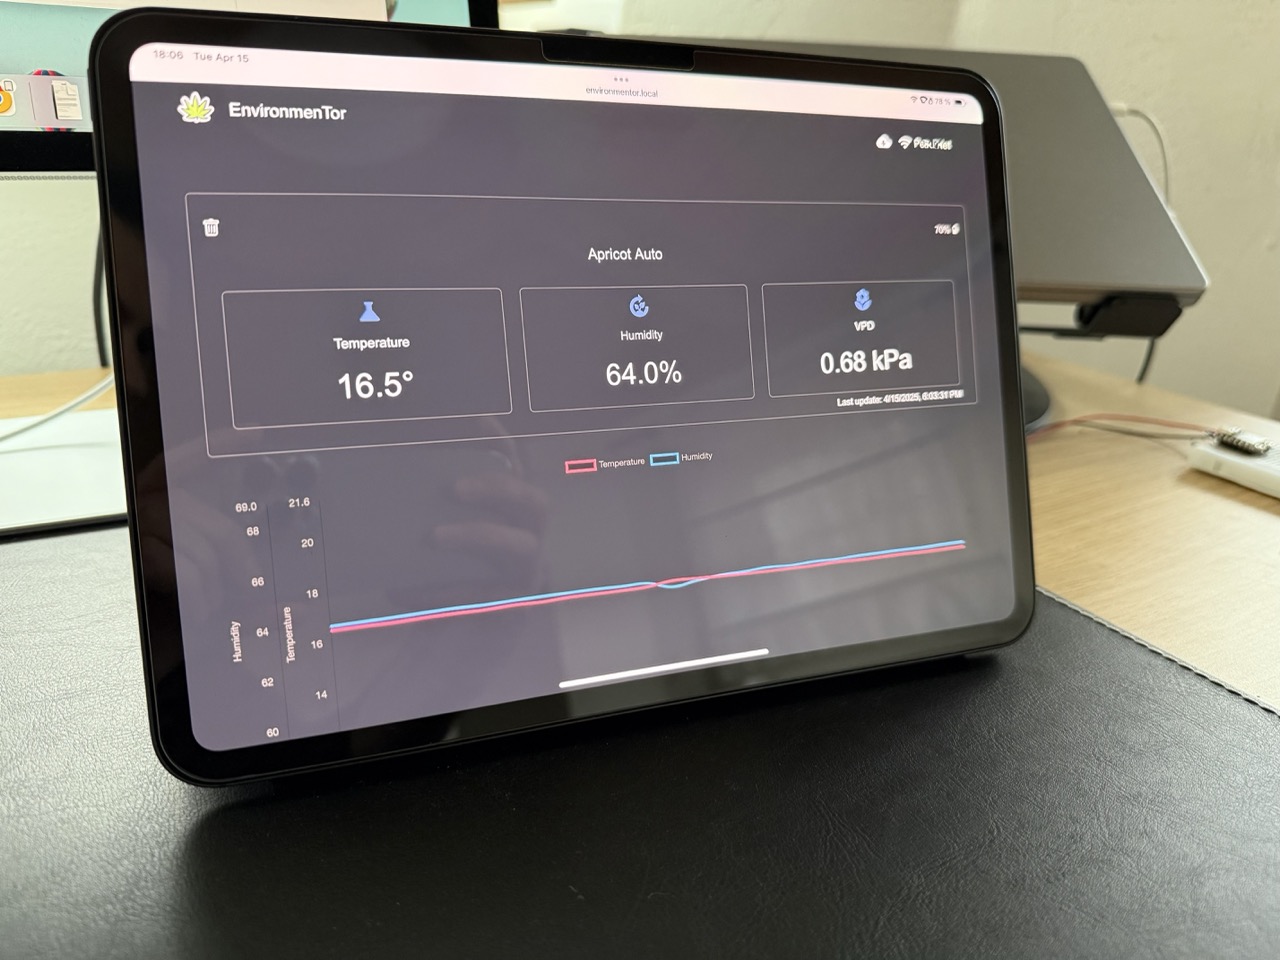 18:06 Tue Apr 15
environmentor.local
78 %
EnvironmenTor
70%
Apricot Auto
Temperature
16.5°
Humidity
64.0%
VPD
0.68 kPa
Last update: 4/15/2025, 6:03:31 PM
Temperature
Humidity
69.0
68
66
64
62
60
Humidity
21.6
20
18
16
14
Temperature